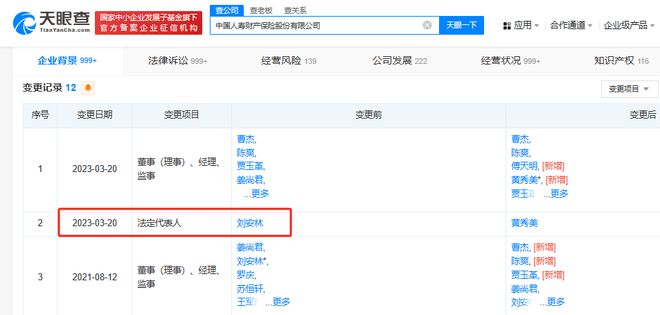 天眼查
TianYanCha.com
国家中小企业发展子基金旗下
官方备案企业征信机构
查公司 查老板 查关系
中国人寿财产保险股份有限公司
天眼一下
应用 合作通道 企业级产品
企业背景 999+ 法律诉讼 999+ 经营风险 139 公司发展 222 经营状况 999+ 知识产权 116
变更记录 12
变更项目
序号 变更日期 变更项目 变更前 变更后
1
2023-03-20
董事（理事）、经理、
监事
曹杰,
陈爽,
贾玉革,
姜尚君,
...更多
曹杰,
陈爽,
傅天明, [新增]
黄秀美*, [新增]
贾玉 ...更多
2 2023-03-20 法定代表人 刘安林 黄秀美
3
2021-08-12
董事（理事）、经理、
监事
姜尚君,
刘安林*,
罗庆,
苏恒轩,
王军 ...更多
曹杰, [新增]
陈爽, [新增]
贾玉革, [新增]
姜尚君,
刘安 ...更多